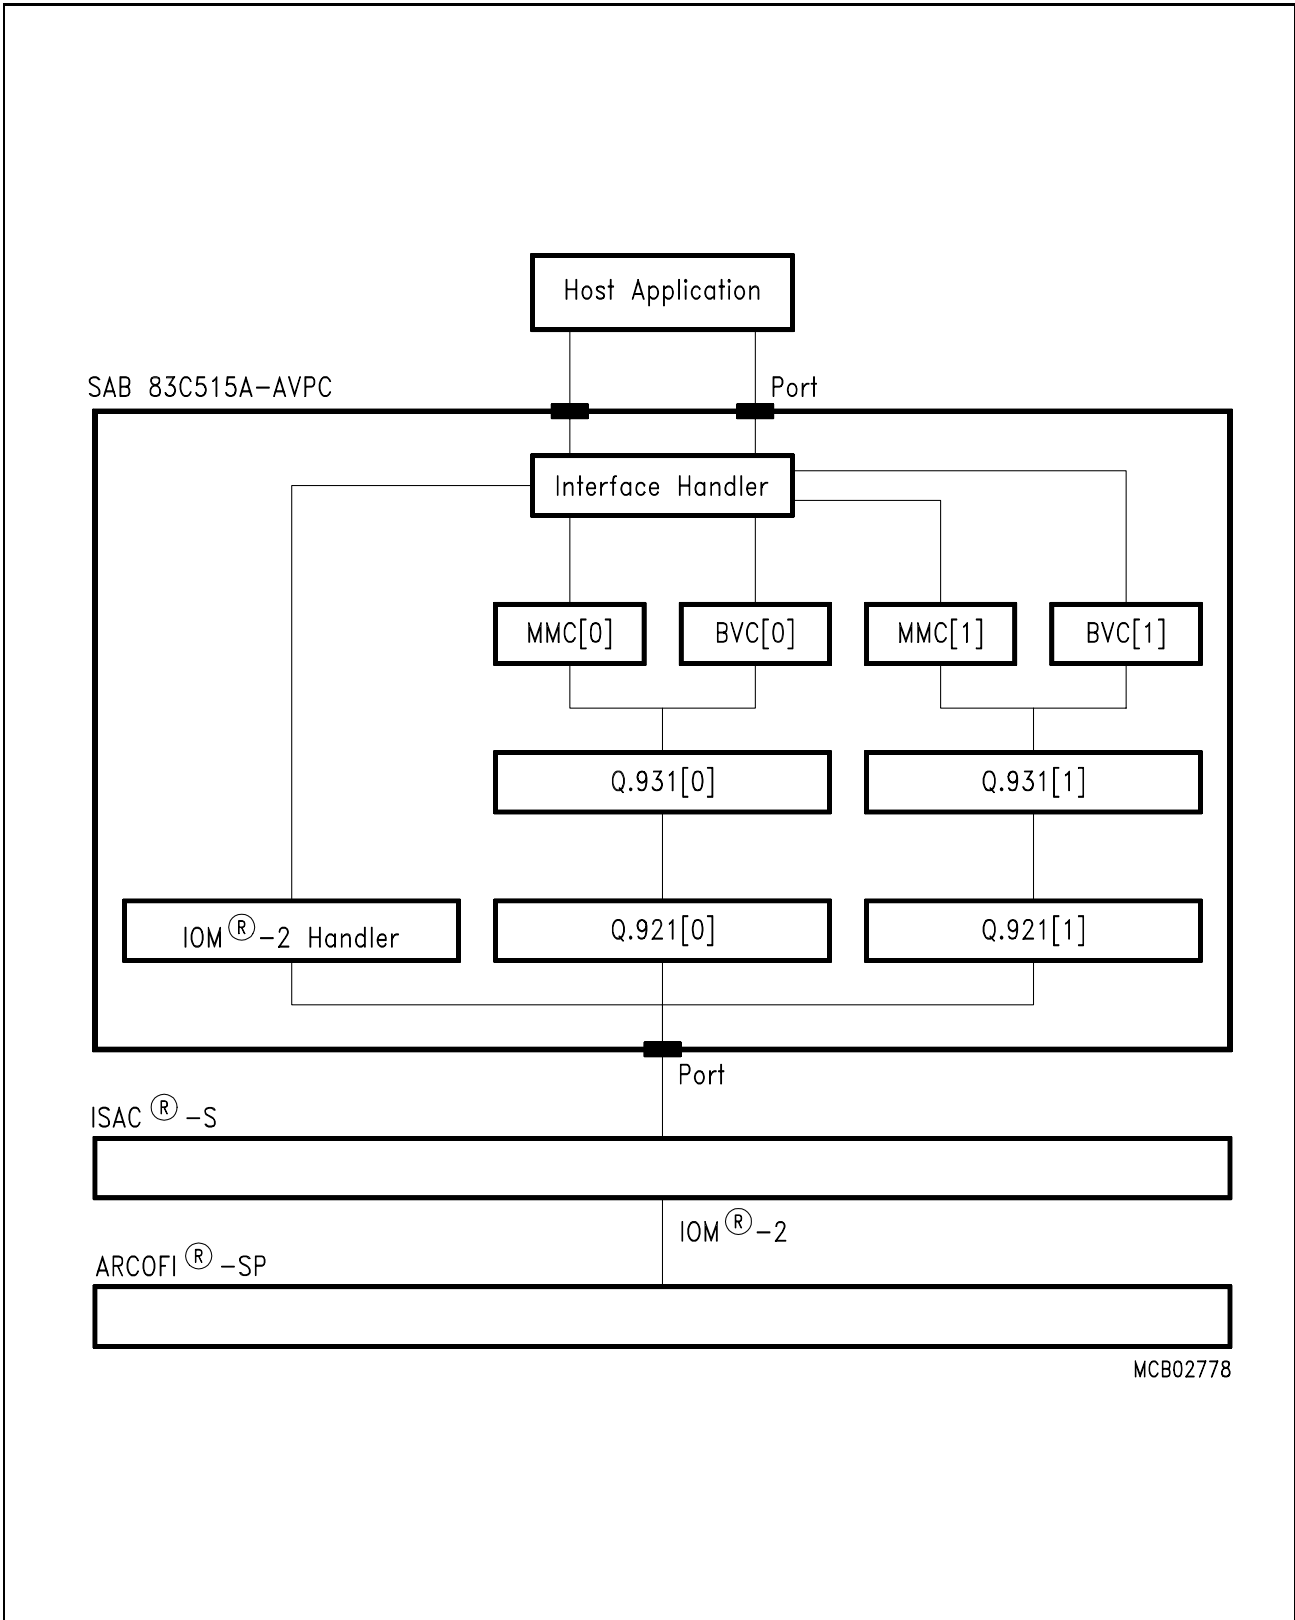 Host Application
SAB 83C515A-AVPC
Port
Interface Handler
MMC[0]
BVC[0]
MMC[1]
BVC[1]
Q.931[0]
Q.931[1]
IOM®-2 Handler
Q.921[0]
Q.921[1]
Port
ISAC®-S
IOM®-2
ARCOFI®-SP
MCB02778